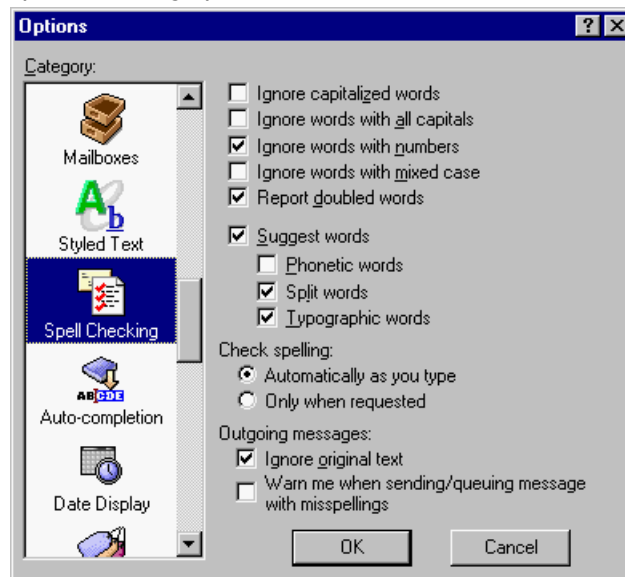 Options
Category:
Mailboxes
Styled Text
Spell Checking
Auto-completion
Date Display
Ignore capitalized words
Ignore words with all capitals
Ignore words with numbers
Ignore words with mixed case
Report doubled words
Suggest words
Phonetic words
Split words
Typographic words
Check spelling:
Automatically as you type
Only when requested
Outgoing messages:
Ignore original text
Warn me when sending/queuing message
with misspellings
OK
Cancel